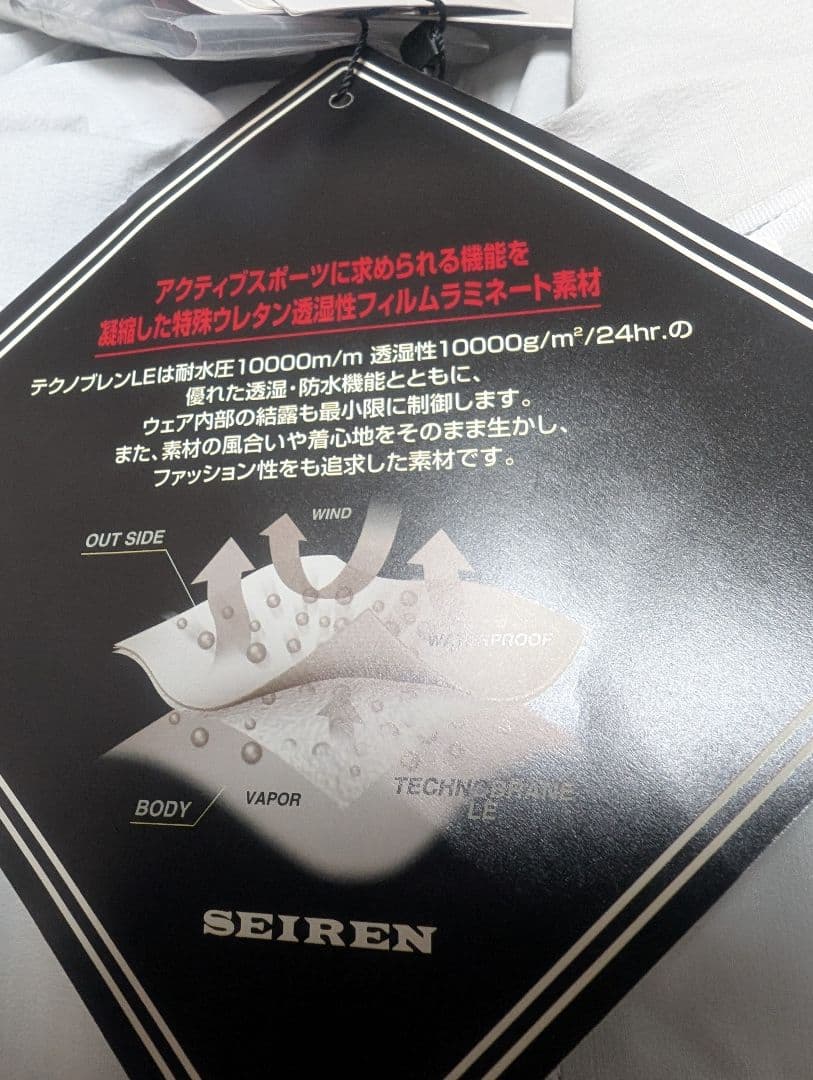 アクティブスポーツに求められる機能を
凝縮した特殊ウレタン透湿性フィルムラミネート素材
テクノブレンLEは耐水圧10000m/m 透湿性10000g/m²/24hr.の
優れた透湿・防水機能とともに、
ウェア内部の結露も最小限に制御します。
また、素材の風合いや着心地をそのまま生かし、
ファッション性をも追求した素材です。
WIND
OUT SIDE
WATERPROOF
TECHNOBRANE
LE
VAPOR
BODY
SEIREN